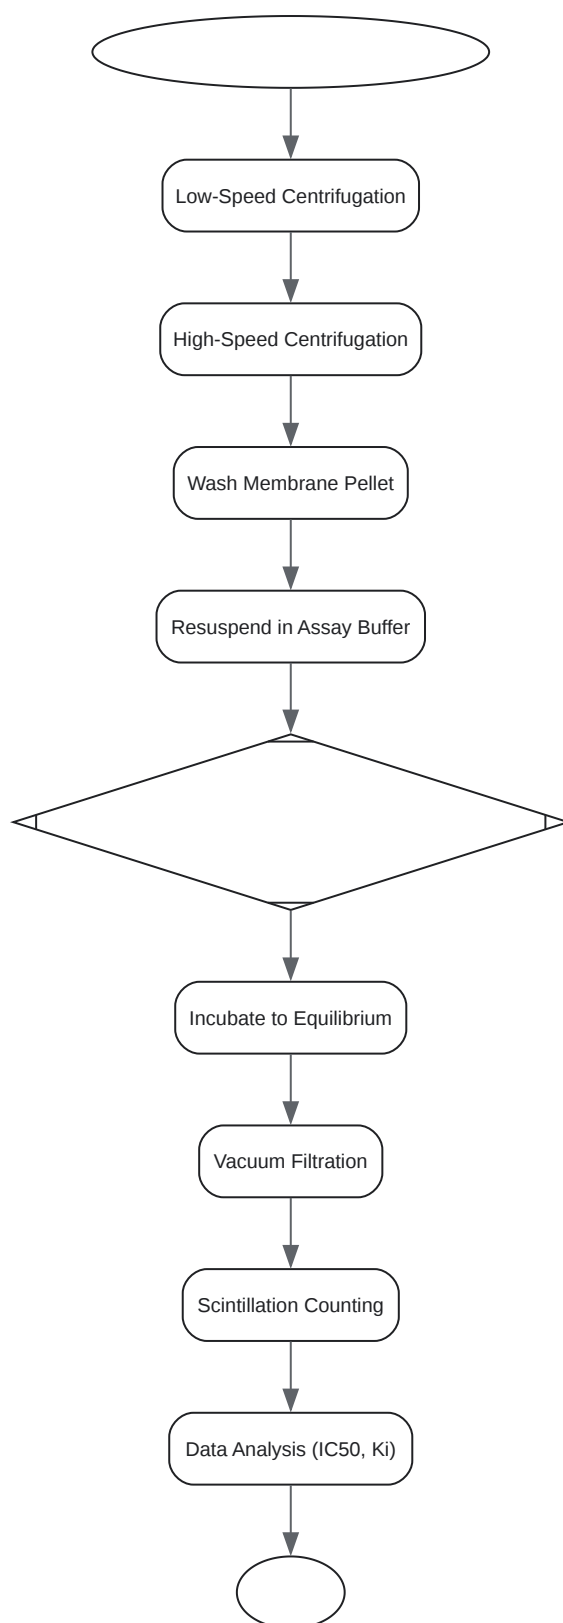 Low-Speed Centrifugation
High-Speed Centrifugation
Wash Membrane Pellet
Resuspend in Assay Buffer
Incubate to Equilibrium
Vacuum Filtration
Scintillation Counting
Data Analysis (IC50, Ki)